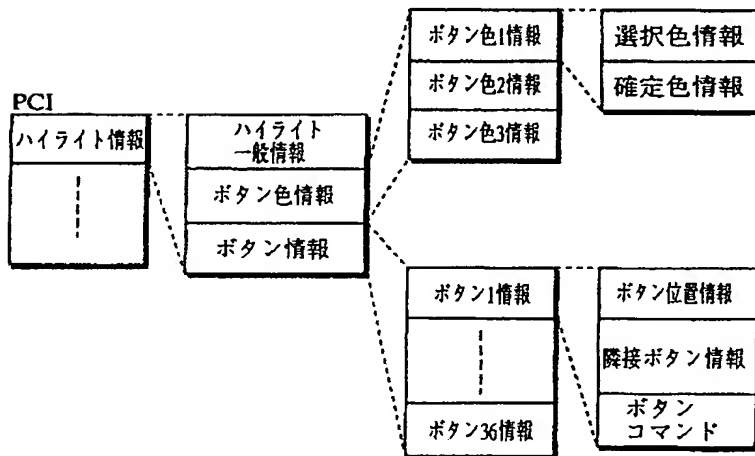 PCI
ハイライト情報
ハイライト
一般情報
ボタン色情報
ボタン情報
ボタン色1情報
ボタン色2情報
ボタン色3情報
選択色情報
確定色情報
ボタン1情報
ボタン36情報
ボタン位置情報
隣接ボタン情報
ボタン
コマンド